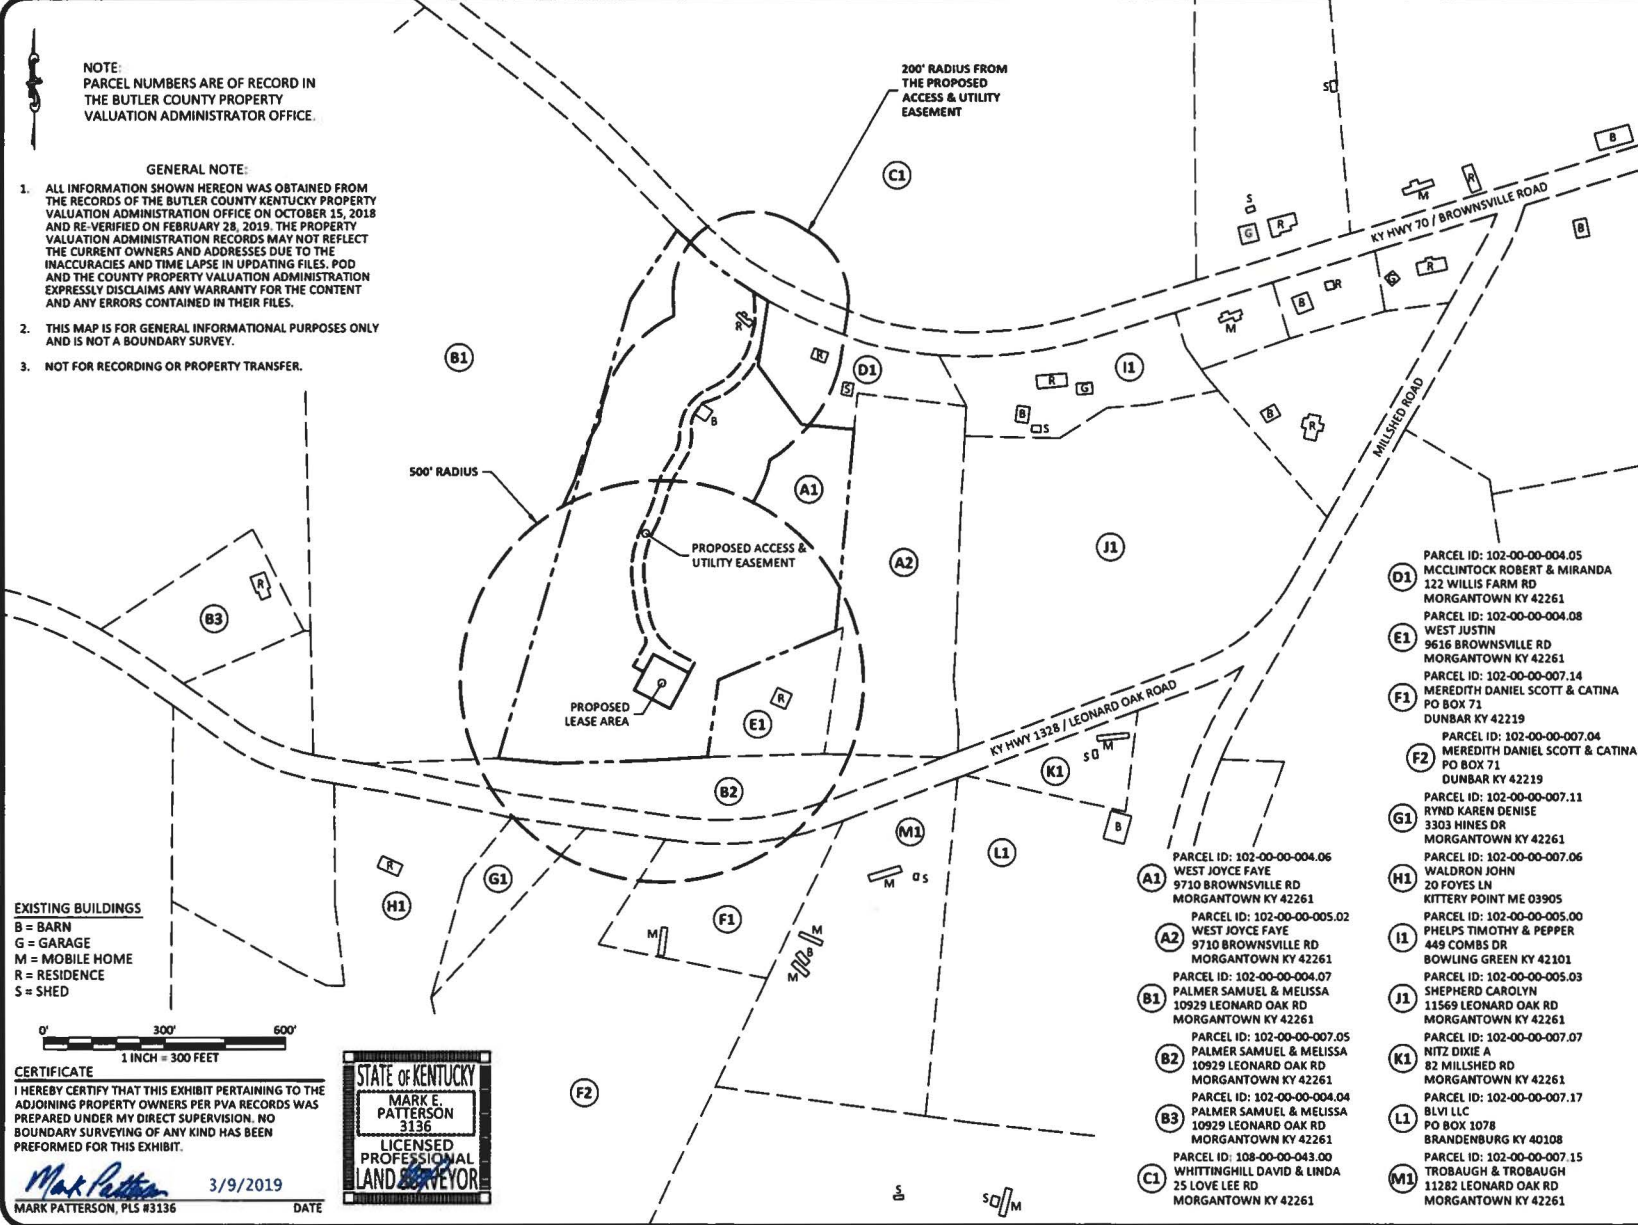 NOTE:
PARCEL NUMBERS ARE OF RECORD IN
THE BUTLER COUNTY PROPERTY
VALUATION ADMINISTRATOR OFFICE.
GENERAL NOTE:
1. ALL INFORMATION SHOWN HEREON WAS OBTAINED FROM
THE RECORDS OF THE BUTLER COUNTY KENTUCKY PROPERTY
VALUATION ADMINISTRATION OFFICE ON OCTOBER 15, 2018
AND RE-VERIFIED ON FEBRUARY 28, 2019. THE PROPERTY
VALUATION ADMINISTRATION RECORDS MAY NOT REFLECT
THE CURRENT OWNERS AND ADDRESSES DUE TO THE
INACCURACIES AND TIME LAPSE IN UPDATING FILES. POD
AND THE COUNTY PROPERTY VALUATION ADMINISTRATION
EXPRESSLY DISCLAIMS ANY WARRANTY FOR THE CONTENT
AND ANY ERRORS CONTAINED IN THEIR FILES.
2. THIS MAP IS FOR GENERAL INFORMATIONAL PURPOSES ONLY
AND IS NOT A BOUNDARY SURVEY.
3. NOT FOR RECORDING OR PROPERTY TRANSFER.
200' RADIUS FROM
THE PROPOSED
ACCESS & UTILITY
EASEMENT
C1
S
B
M
R
S
G
R
KY HWY 70 / BROWNSVILLE ROAD
B
B1
R
R
D1
S
B
M
B
R
G
R
I1
R
G
B
S
B
R
MILLSHED ROAD
500' RADIUS
A1
PROPOSED ACCESS &
UTILITY EASEMENT
A2
J1
R
B3
PROPOSED
LEASE AREA
R
E1
KY HWY 1328 / LEONARD OAK ROAD
B2
K1
S
M
B
M1
L1
M
S
R
G1
H1
F1
M
M
B
M
F2
S
S
M
EXISTING BUILDINGS
B = BARN
G = GARAGE
M = MOBILE HOME
R = RESIDENCE
S = SHED
0' 300' 600'
1 INCH = 300 FEET
CERTIFICATE
I HEREBY CERTIFY THAT THIS EXHIBIT PERTAINING TO THE
ADJOINING PROPERTY OWNERS PER PVA RECORDS WAS
PREPARED UNDER MY DIRECT SUPERVISION. NO
BOUNDARY SURVEYING OF ANY KIND HAS BEEN
PREFORMED FOR THIS EXHIBIT.
Mark Patterson 3/9/2019
MARK PATTERSON, PLS #3136 DATE
STATE OF KENTUCKY
MARK E.
PATTERSON
3136
LICENSED
PROFESSIONAL
LAND SURVEYOR
A1
PARCEL ID: 102-00-00-004.06
WEST JOYCE FAYE
9710 BROWNSVILLE RD
MORGANTOWN KY 42261
A2
PARCEL ID: 102-00-00-005.02
WEST JOYCE FAYE
9710 BROWNSVILLE RD
MORGANTOWN KY 42261
B1
PARCEL ID: 102-00-00-004.07
PALMER SAMUEL & MELISSA
10929 LEONARD OAK RD
MORGANTOWN KY 42261
B2
PARCEL ID: 102-00-00-007.05
PALMER SAMUEL & MELISSA
10929 LEONARD OAK RD
MORGANTOWN KY 42261
B3
PARCEL ID: 102-00-00-004.04
PALMER SAMUEL & MELISSA
10929 LEONARD OAK RD
MORGANTOWN KY 42261
C1
PARCEL ID: 108-00-00-043.00
WHITTINGHILL DAVID & LINDA
25 LOVE LEE RD
MORGANTOWN KY 42261
D1
PARCEL ID: 102-00-00-004.05
MCCLINTOCK ROBERT & MIRANDA
122 WILLIS FARM RD
MORGANTOWN KY 42261
E1
PARCEL ID: 102-00-00-004.08
WEST JUSTIN
9616 BROWNSVILLE RD
MORGANTOWN KY 42261
F1
PARCEL ID: 102-00-00-007.14
MEREDITH DANIEL SCOTT & CATINA
PO BOX 71
DUNBAR KY 42219
F2
PARCEL ID: 102-00-00-007.04
MEREDITH DANIEL SCOTT & CATINA
PO BOX 71
DUNBAR KY 42219
G1
PARCEL ID: 102-00-00-007.11
RYND KAREN DENISE
3303 HINES DR
MORGANTOWN KY 42261
H1
PARCEL ID: 102-00-00-007.06
WALDRON JOHN
20 FOYES LN
KITTERY POINT ME 03905
I1
PARCEL ID: 102-00-00-005.00
PHELPS TIMOTHY & PEPPER
449 COMBS DR
BOWLING GREEN KY 42101
J1
PARCEL ID: 102-00-00-005.03
SHEPHERD CAROLYN
11569 LEONARD OAK RD
MORGANTOWN KY 42261
K1
PARCEL ID: 102-00-00-007.07
NITZ DIXIE A
82 MILLSHED RD
MORGANTOWN KY 42261
L1
PARCEL ID: 102-00-00-007.17
BLVI LLC
PO BOX 1078
BRANDENBURG KY 40108
M1
PARCEL ID: 102-00-00-007.15
TROBAUGH & TROBAUGH
11282 LEONARD OAK RD
MORGANTOWN KY 42261